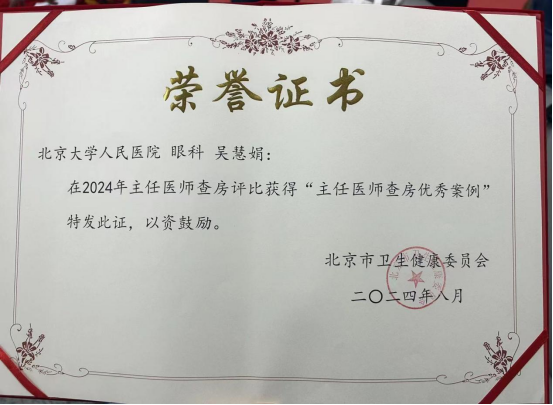 荣誉证书
北京大学人民医院 眼科 吴慧娟：
在2024年主任医师查房评比获得“主任医师查房优秀案例”
特发此证，以资鼓励。
北京市卫生健康委员会
二〇二四年八月